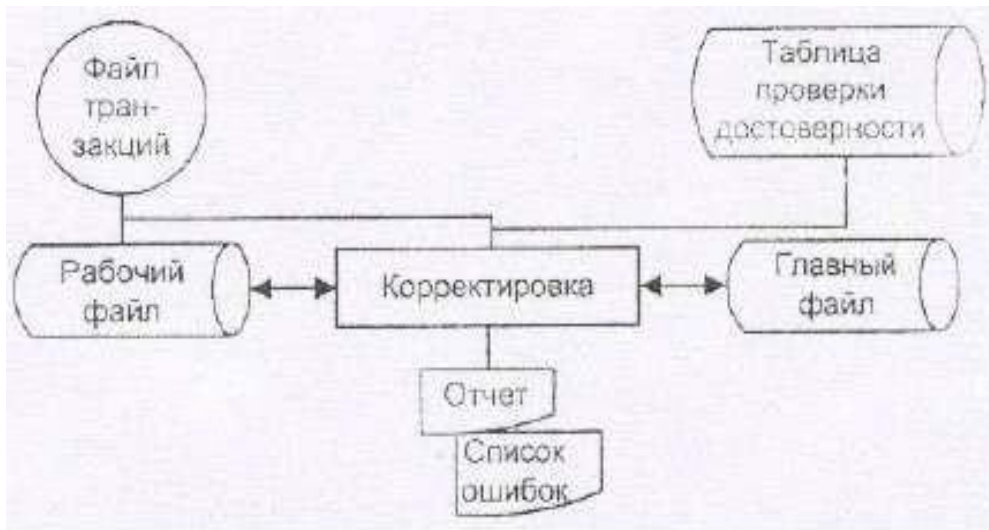 Файл
тран-
закций
Таблица
проверки
достоверности
Рабочий
файл
Корректировка
Главный
файл
Отчет
Список
ошибок